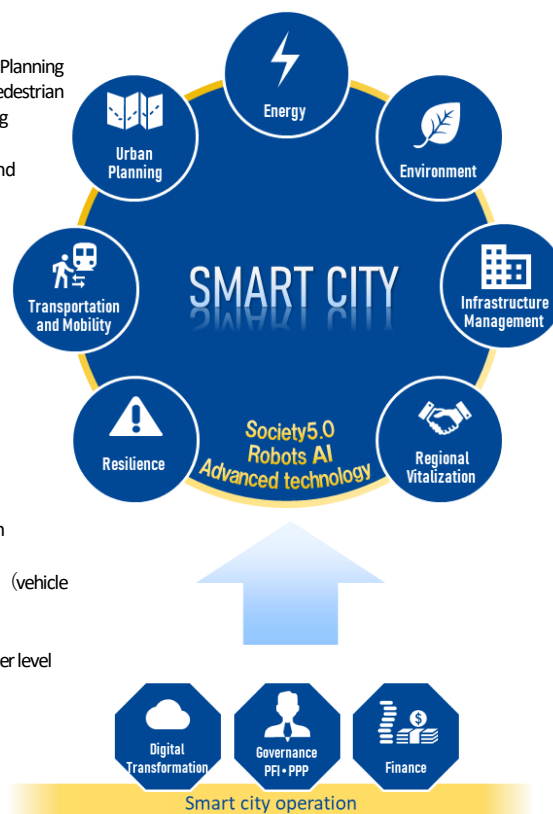 Planning
edestrian
g
nd
Energy
Urban
Planning
Environment
Transportation
and Mobility
SMART CITY
Infrastructure
Management
Resilience
Society5.0
Robots AI
Advanced technology
Regional
Vitalization
n
(vehicle
er level
Digital
Transformation
Governance
PFI・PPP
Finance
Smart city operation